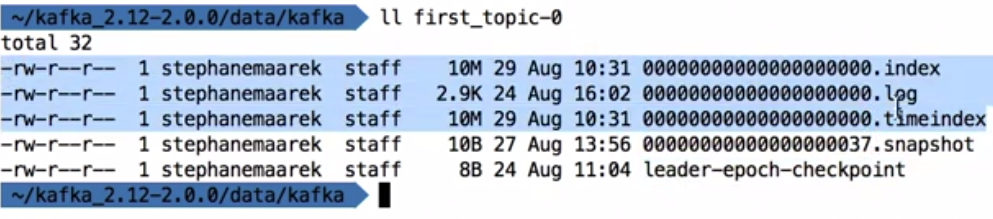 ~/kafka_2.12-2.0.0/data/kafka ll first_topic-0
total 32
-rw-r--r-- 1 stephanemaarek staff 10M 29 Aug 10:31 00000000000000000000.index
-rw-r--r-- 1 stephanemaarek staff 2.9K 24 Aug 16:02 00000000000000000000.log
-rw-r--r-- 1 stephanemaarek staff 10M 29 Aug 10:31 00000000000000000000.timeindex
-rw-r--r-- 1 stephanemaarek staff 10B 27 Aug 13:56 00000000000000000037.snapshot
-rw-r--r-- 1 stephanemaarek staff 8B 24 Aug 11:04 leader-epoch-checkpoint
~/kafka_2.12-2.0.0/data/kafka